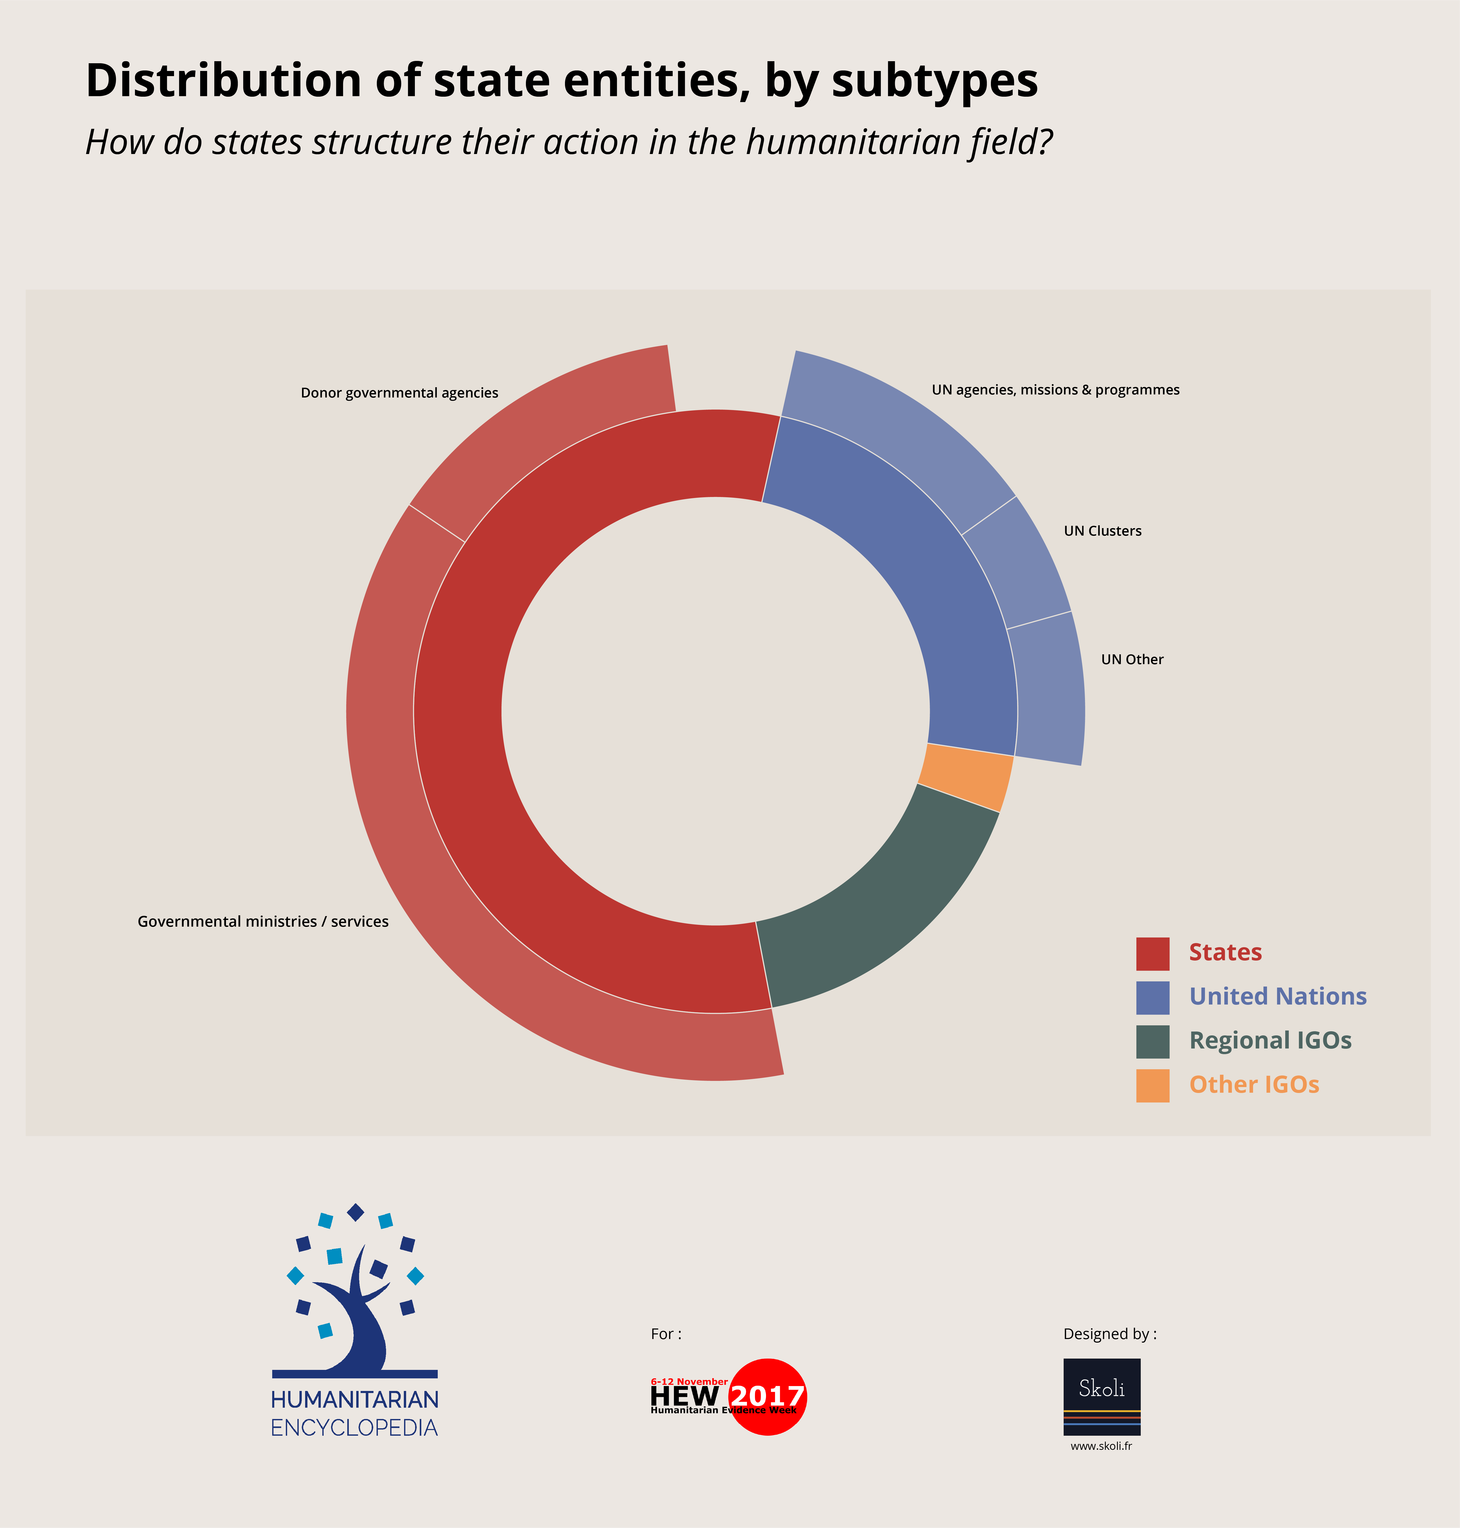 Distribution of state entities, by subtypes
How do states structure their action in the humanitarian field?
Donor governmental agencies
UN agencies, missions & programmes
UN Clusters
UN Other
Governmental ministries / services
States
United Nations
Regional IGOs
Other IGOs
HUMANITARIAN
ENCYCLOPEDIA
For :
6-12 November
HEW 2017
Humanitarian Evidence Week
Designed by :
Skoli
www.skoli.fr